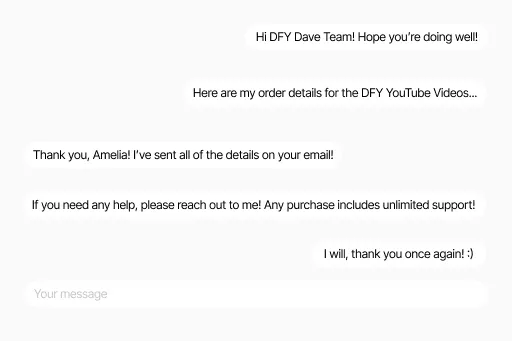 Hi DFY Dave Team! Hope you’re doing well!
Here are my order details for the DFY YouTube Videos...
Thank you, Amelia! I’ve sent all of the details on your email!
If you need any help, please reach out to me! Any purchase includes unlimited support!
I will, thank you once again! :)
Your message